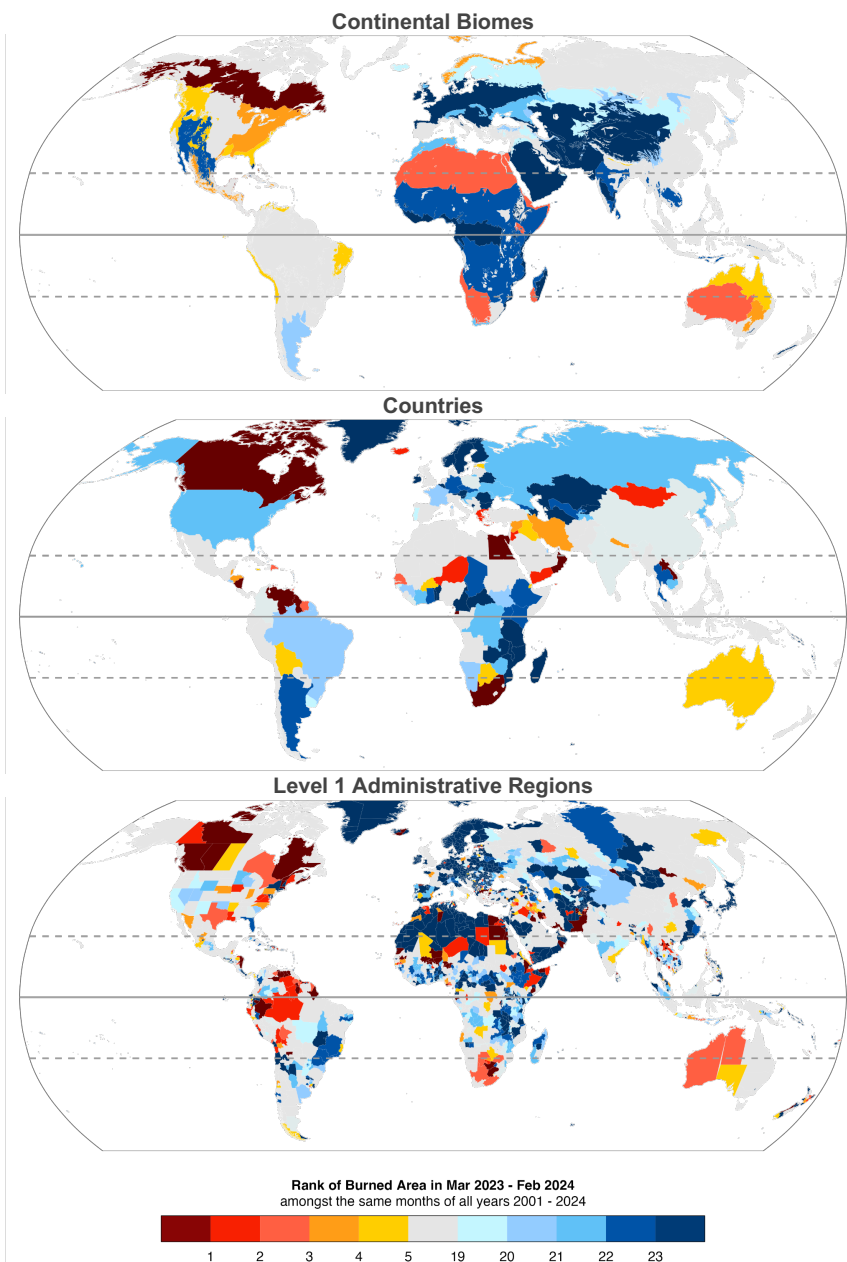 Continental Biomes
Countries
Level 1 Administrative Regions
Rank of Burned Area in Mar 2023 - Feb 2024
amongst the same months of all years 2001 - 2024
1 2 3 4 5 19 20 21 22 23